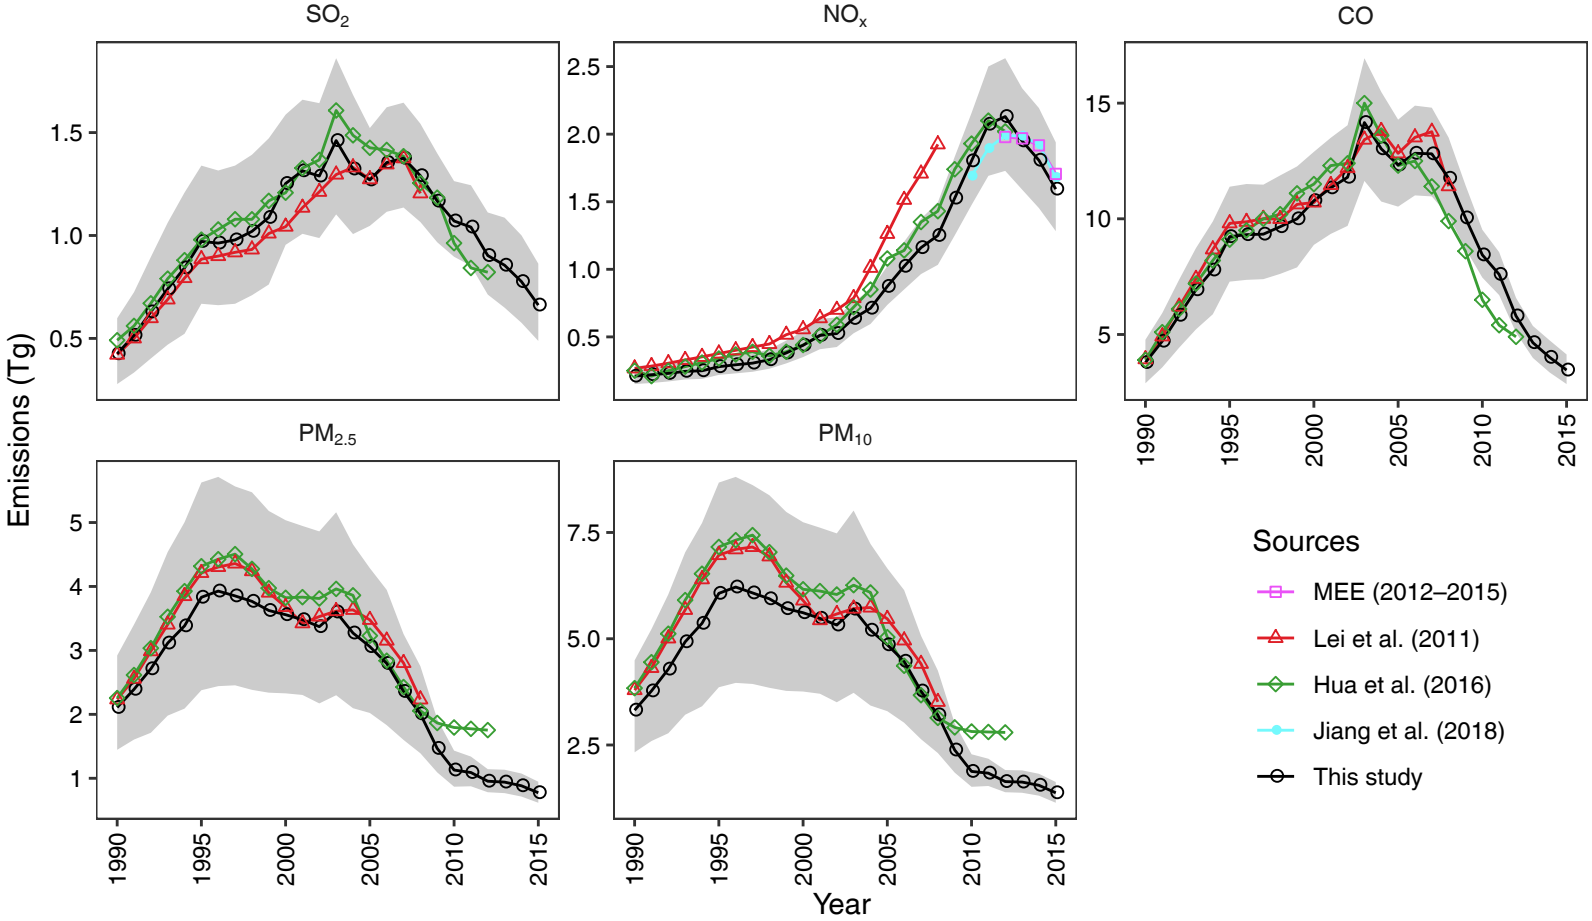 SO2
NOx
CO
Emissions (Tg)
1.5
1.0
0.5
2.5
2.0
1.5
1.0
0.5
15
10
5
1990
1995
2000
2005
2010
2015
PM2.5
PM10
5
4
3
2
1
7.5
5.0
2.5
1990
1995
2000
2005
2010
2015
1990
1995
2000
2005
2010
2015
Year
Sources
MEE (2012–2015)
Lei et al. (2011)
Hua et al. (2016)
Jiang et al. (2018)
This study